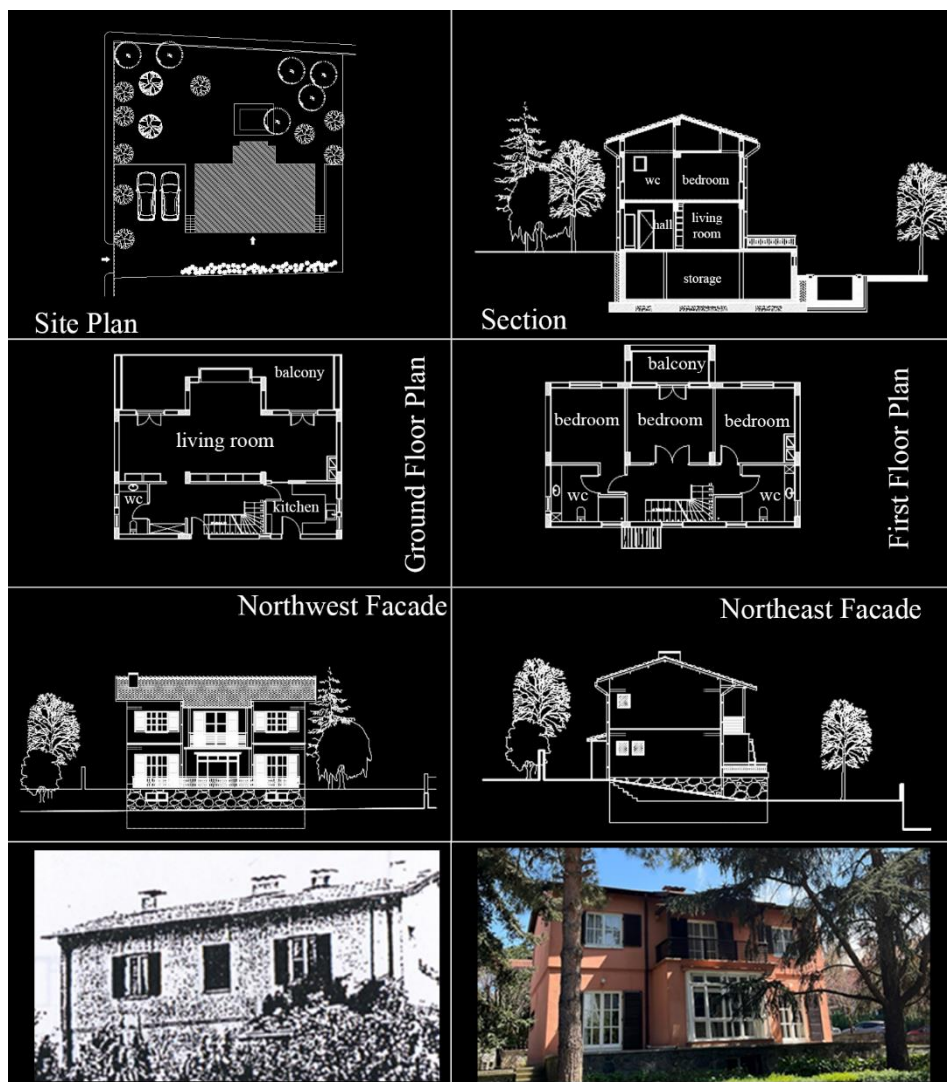 Site Plan
wc
bedroom
hall
living
room
storage
Section
balcony
living room
wc
kitchen
Ground Floor Plan
balcony
bedroom
bedroom
bedroom
wc
wc
First Floor Plan
Northwest Facade
Northeast Facade